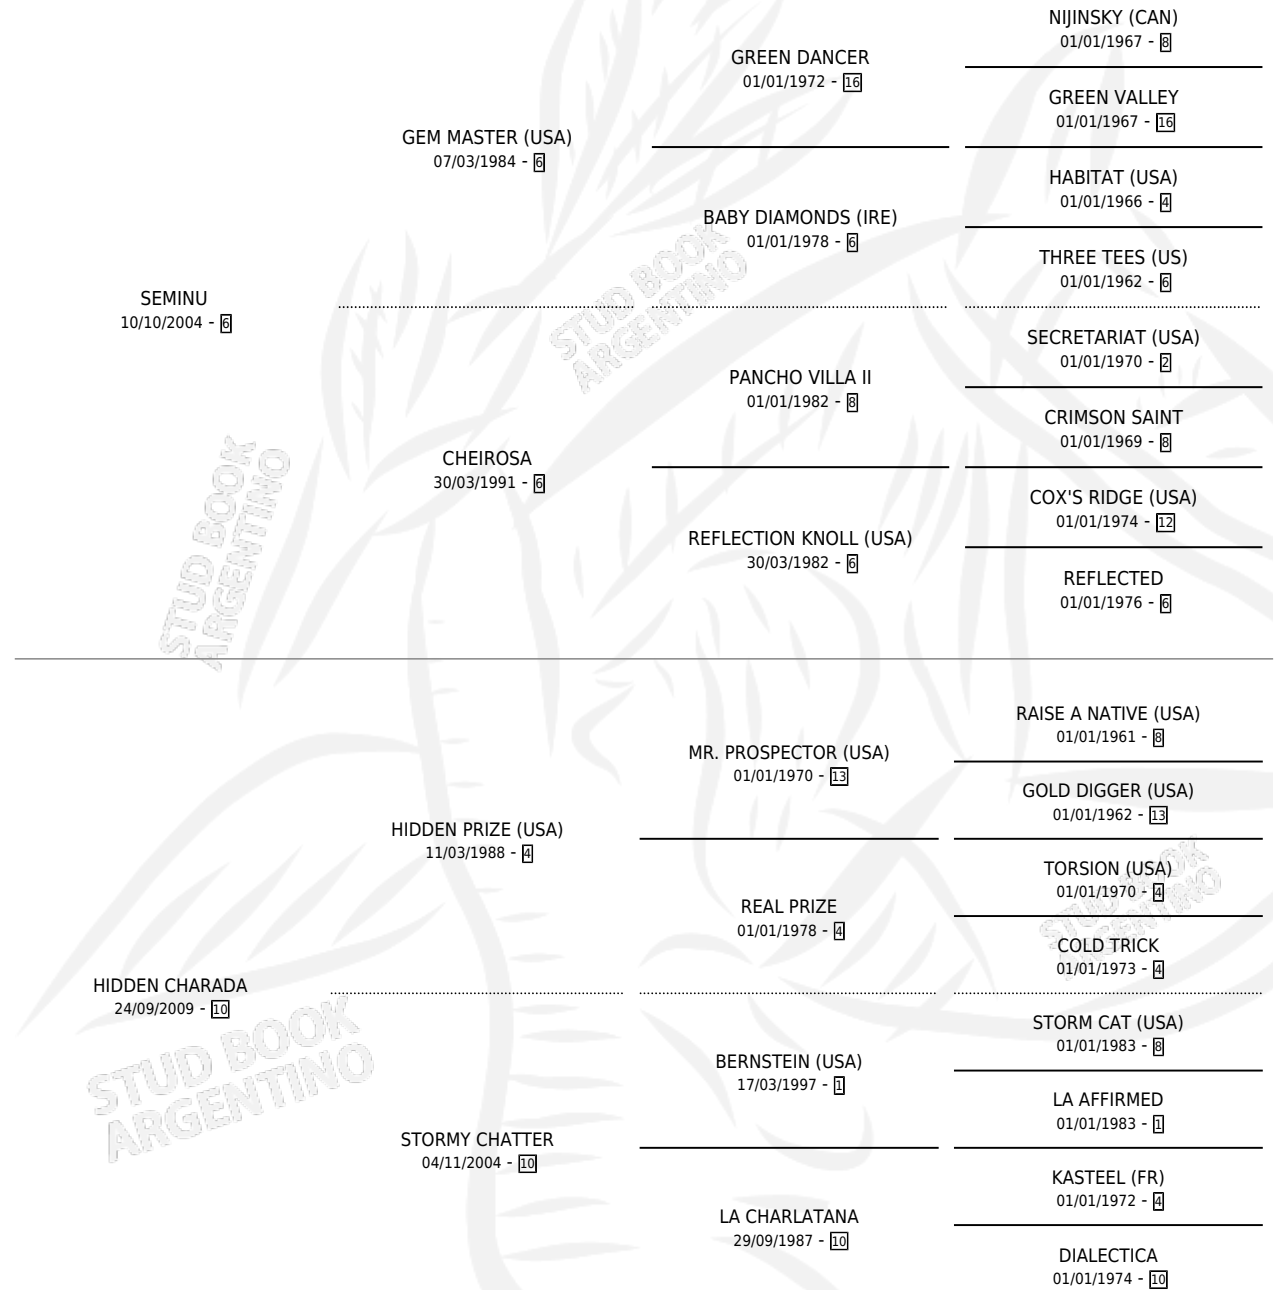 NIJINSKY (CAN)
01/01/1967 - 8
GREEN DANCER
01/01/1972 - 16
GREEN VALLEY
01/01/1967 - 16
GEM MASTER (USA)
07/03/1984 - 6
HABITAT (USA)
01/01/1966 - 4
BABY DIAMONDS (IRE)
01/01/1978 - 6
THREE TEES (US)
01/01/1962 - 6
SEMINU
10/10/2004 - 6
STUD BOOK
ARGENTINO
SECRETARIAT (USA)
01/01/1970 - 2
PANCHO VILLA II
01/01/1982 - 8
CRIMSON SAINT
01/01/1969 - 8
CHEIROSA
30/03/1991 - 6
COX'S RIDGE (USA)
01/01/1974 - 12
REFLECTION KNOLL (USA)
30/03/1982 - 6
REFLECTED
01/01/1976 - 6
STUD BOOK
ARGENTINO
RAISE A NATIVE (USA)
01/01/1961 - 8
MR. PROSPECTOR (USA)
01/01/1970 - 13
GOLD DIGGER (USA)
01/01/1962 - 13
HIDDEN PRIZE (USA)
11/03/1988 - 4
TORSION (USA)
01/01/1970 - 4
REAL PRIZE
01/01/1978 - 4
COLD TRICK
01/01/1973 - 4
STUD BOOK
ARGENTINO
HIDDEN CHARADA
24/09/2009 - 10
STORM CAT (USA)
01/01/1983 - 8
BERNSTEIN (USA)
17/03/1997 - 1
LA AFFIRMED
01/01/1983 - 1
STUD BOOK
ARGENTINO
STORMY CHATTER
04/11/2004 - 10
KASTEEL (FR)
01/01/1972 - 4
LA CHARLATANA
29/09/1987 - 10
DIALECTICA
01/01/1974 - 10